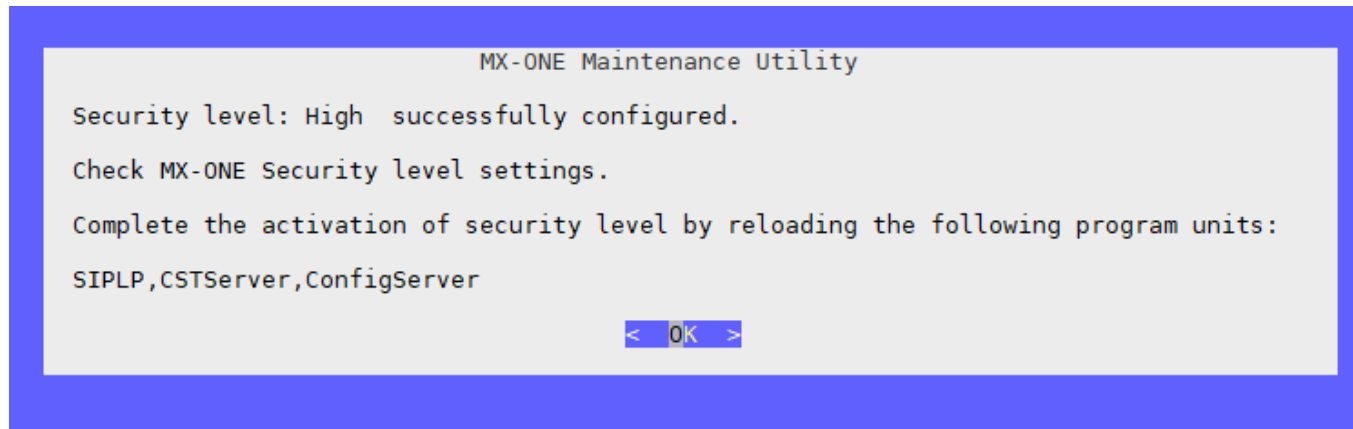 MX-ONE Maintenance Utility
Security level: High  successfully configured.
Check MX-ONE Security level settings.
Complete the activation of security level by reloading the following program units:
SIPLP,CSTServer,ConfigServer
<  OK  >